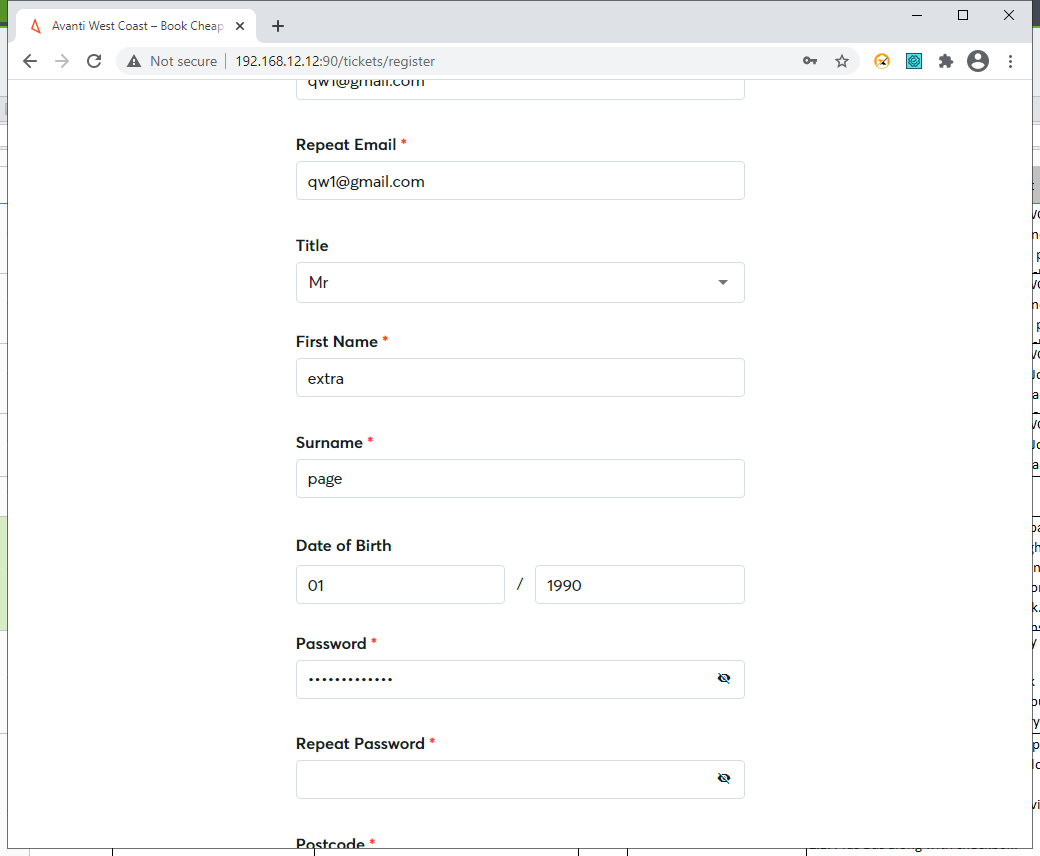 Avanti West Coast – Book Cheap
Not secure
192.168.12.12:90/tickets/register
qw1@gmail.com
Repeat Email *
qw1@gmail.com
Title
Mr
First Name *
extra
Surname *
page
Date of Birth
01 / 1990
Password *
•••••••••••••
Repeat Password *
Postcode *